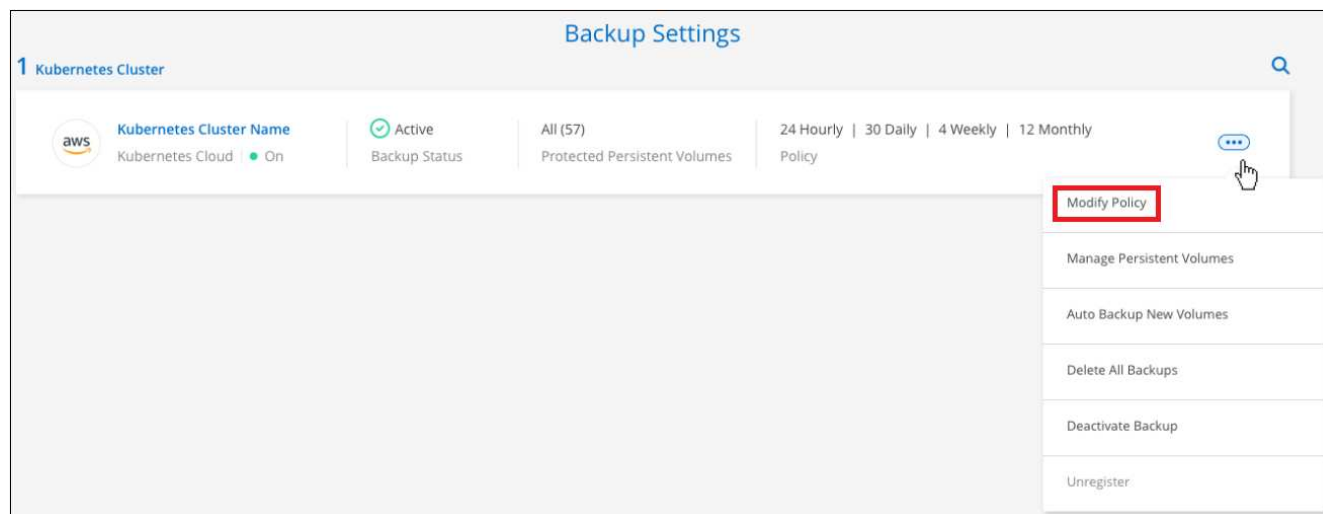 Backup Settings
1 Kubernetes Cluster
aws
Kubernetes Cluster Name
Kubernetes Cloud | On
Active
Backup Status
All (57)
Protected Persistent Volumes
24 Hourly | 30 Daily | 4 Weekly | 12 Monthly
Policy
Modify Policy
Manage Persistent Volumes
Auto Backup New Volumes
Delete All Backups
Deactivate Backup
Unregister